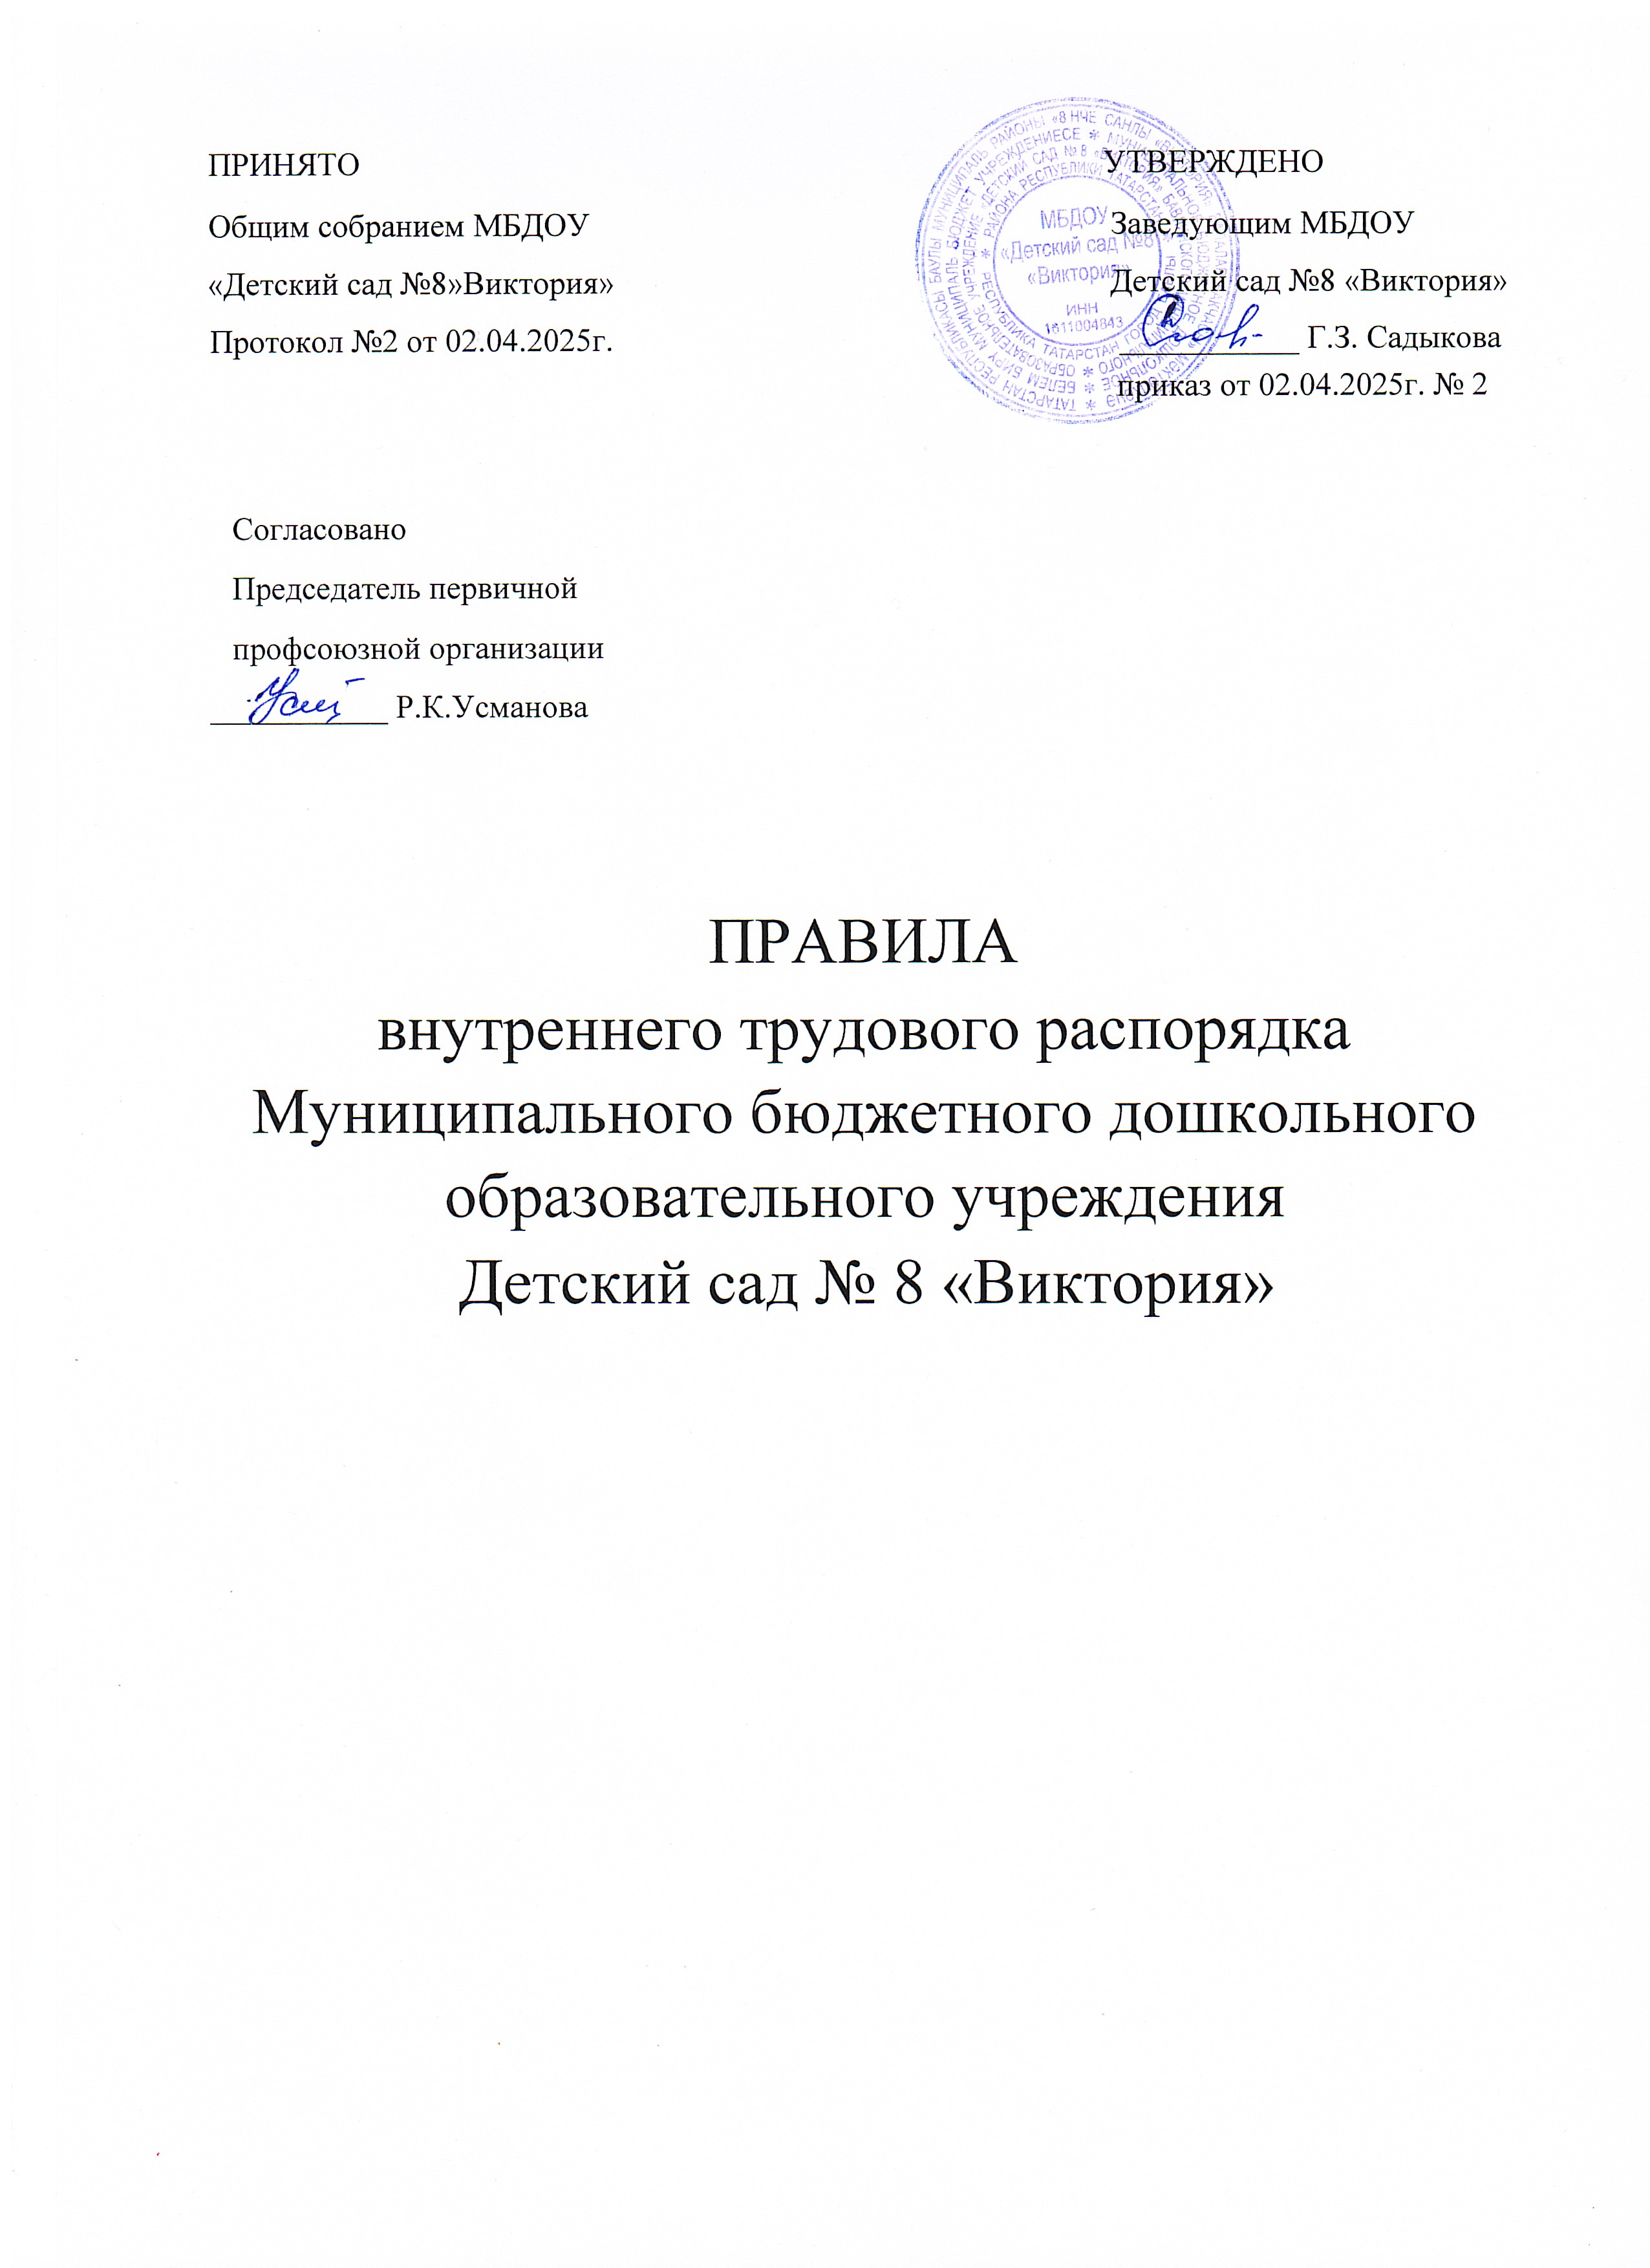 ПРИНЯТО
Общим собранием МБДОУ
«Детский сад №8»Виктория»
Протокол №2 от 02.04.2025г.
УТВЕРЖДЕНО
Заведующим МБДОУ
Детский сад №8 «Виктория»
Г.З. Садыкова
приказ от 02.04.2025г. № 2
МБДОУ
«Детский сад №8
«Виктория»
ИНН
1611004843
Согласовано
Председатель первичной
профсоюзной организации
Р.К.Усманова
ПРАВИЛА
внутреннего трудового распорядка
Муниципального бюджетного дошкольного
образовательного учреждения
Детский сад № 8 «Виктория»